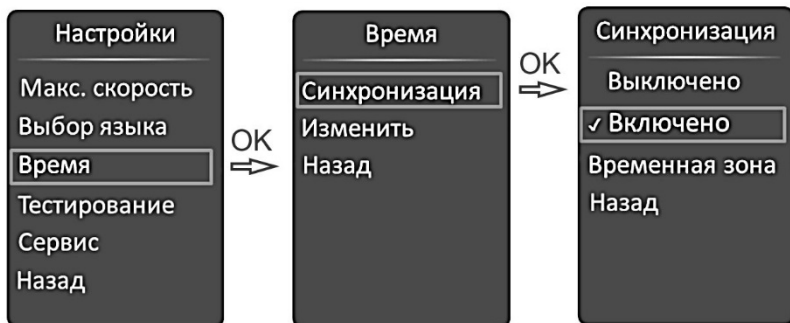 Настройки
Макс. скорость
Выбор языка
Время
Тестирование
Сервис
Назад
OK
Время
Синхронизация
Изменить
Назад
OK
Синхронизация
Выключено
✓ Включено
Временная зона
Назад